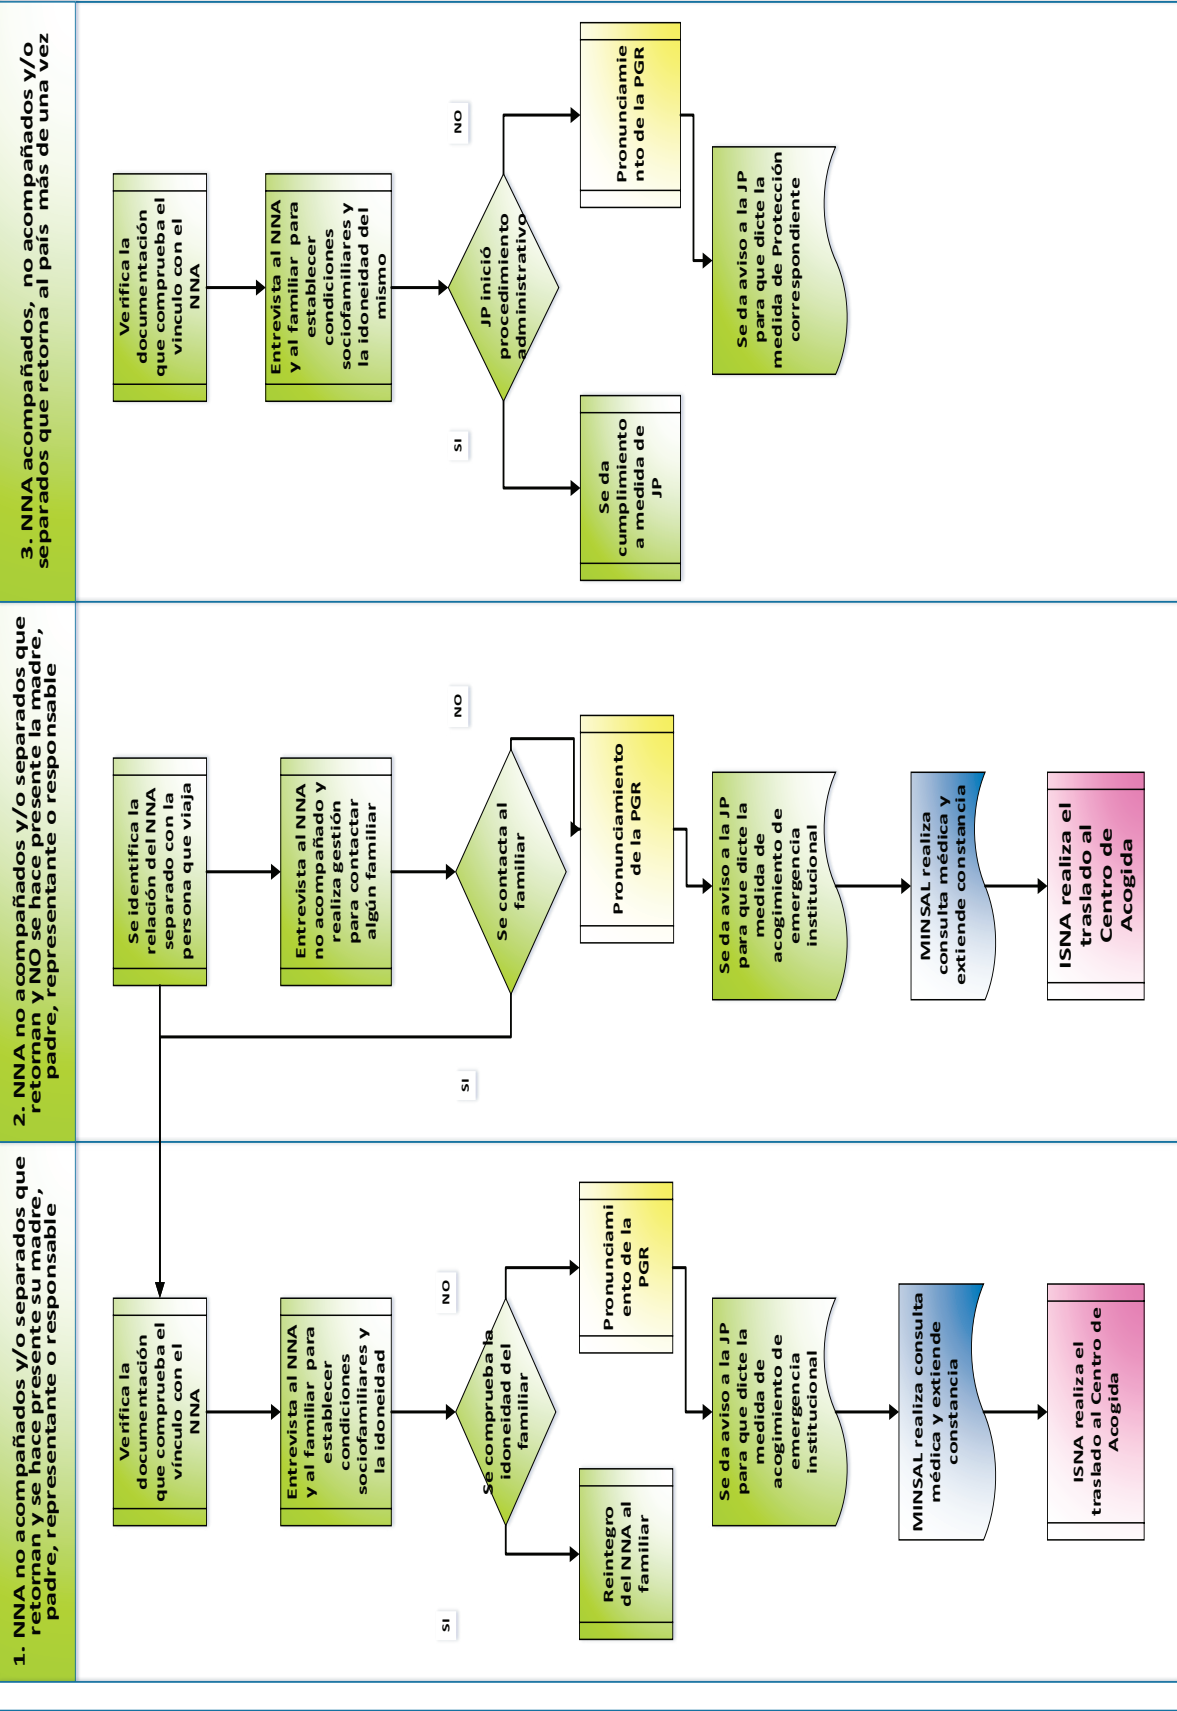 1. NNA no acompañados y/o separados que
retornan y se hace presente su madre,
padre, representante o responsable
Verifica la
documentación
que comprueba el
vínculo con el
NNA
Entrevista al NNA
y al familiar para
establecer
condiciones
sociofamiliares y
la idoneidad
Se comprueba la
idoneidad del
familiar
SI
NO
Reintegro
del NNA al
familiar
Pronunciami
ento de la
PGR
Se da aviso a la JP
para que dicte la
medida de
acogimiento de
emergencia
institucional
MINSAL realiza consulta
médica y extiende
constancia
ISNA realiza el
traslado al Centro de
Acogida
2. NNA no acompañados y/o separados que
retornan y NO se hace presente la madre,
padre, representante o responsable
Se identifica la
relación del NNA
separado con la
persona que viaja
Entrevista al NNA
no acompañado y
realiza gestión
para contactar
algún familiar
Se contacta al
familiar
SI
NO
Pronunciamiento
de la PGR
Se da aviso a la JP
para que dicte la
medida de
acogimiento de
emergencia
institucional
MINSAL realiza
consulta médica y
extiende constancia
ISNA realiza el
traslado al
Centro de
Acogida
3. NNA acompañados, no acompañados y/o
separados que retorna al país más de una vez
Verifica la
documentación
que comprueba el
vínculo con el
NNA
Entrevista al NNA
y al familiar para
establecer
condiciones
sociofamiliares y
la idoneidad del
mismo
JP inició
procedimiento
administrativo
SI
NO
Se da
cumplimiento
a medida de
JP
Pronunciamie
nto de la PGR
Se da aviso a la JP
para que dicte la
medida de Protección
correspondiente